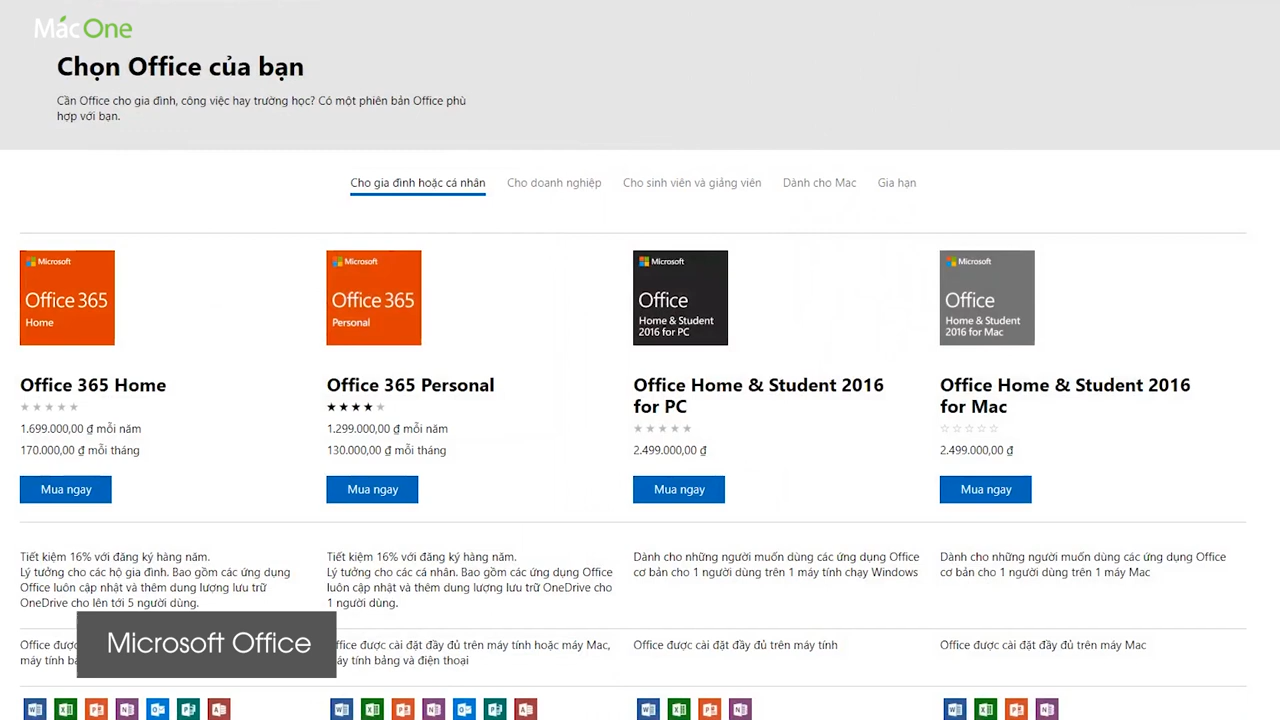 MacOne
Chọn Office của bạn
Cần Office cho gia đình, công việc hay trường học? Có một phiên bản Office phù
hợp với bạn.
Cho gia đình hoặc cá nhân
Cho doanh nghiệp
Cho sinh viên và giảng viên
Dành cho Mac
Gia hạn
Microsoft
Office 365
Home
Microsoft
Office 365
Personal
Microsoft
Office
Home & Student
2016 for PC
Microsoft
Office
Home & Student
2016 for Mac
Office 365 Home
1.699.000,00 ₫ mỗi năm
170.000,00 ₫ mỗi tháng
Mua ngay
Office 365 Personal
1.299.000,00 ₫ mỗi năm
130.000,00 ₫ mỗi tháng
Mua ngay
Office Home & Student 2016
for PC
2.499.000,00 ₫
Mua ngay
Office Home & Student 2016
for Mac
2.499.000,00 ₫
Mua ngay
Tiết kiệm 16% với đăng ký hàng năm.
Lý tưởng cho các hộ gia đình. Bao gồm các ứng dụng
Office luôn cập nhật và thêm dung lượng lưu trữ
OneDrive cho lên tới 5 người dùng.
Tiết kiệm 16% với đăng ký hàng năm.
Lý tưởng cho các cá nhân. Bao gồm các ứng dụng Office
luôn cập nhật và thêm dung lượng lưu trữ OneDrive cho
1 người dùng.
Dành cho những người muốn dùng các ứng dụng Office
cơ bản cho 1 người dùng trên 1 máy tính chạy Windows
Dành cho những người muốn dùng các ứng dụng Office
cơ bản cho 1 người dùng trên 1 máy Mac
Office được
máy tính
Office được cài đặt đầy đủ trên máy tính hoặc máy Mac,
máy tính bảng và điện thoại
Office được cài đặt đầy đủ trên máy tính
Office được cài đặt đầy đủ trên máy Mac
Microsoft Office